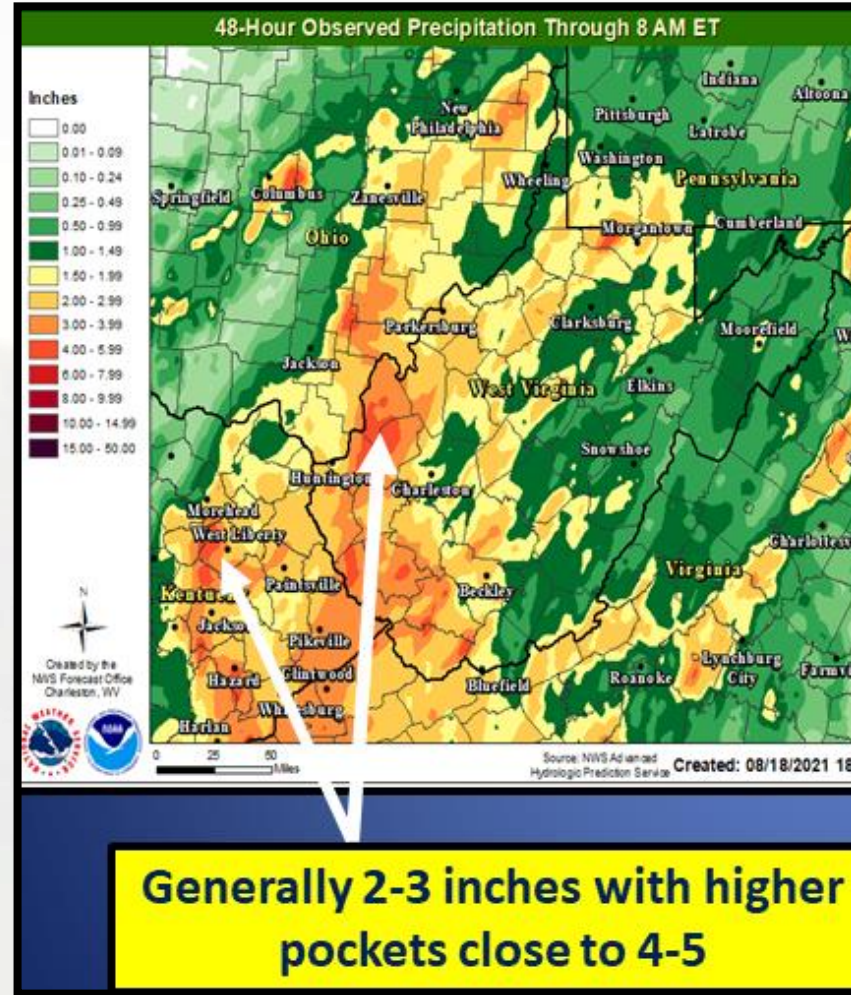 48-Hour Observed Precipitation Through 8 AM ET
Inches
0.00
0.01 - 0.09
0.10 - 0.24
0.25 - 0.49
0.50 - 0.99
1.00 - 1.49
1.50 - 1.99
2.00 - 2.99
3.00 - 3.99
4.00 - 5.99
6.00 - 7.99
8.00 - 9.99
10.00 - 14.99
15.00 - 50.00
Indiana
Altoona
New
Philadelphia
Pittsburgh
Latrobe
Washington
Wheeling
Pennsylvania
Springfield
Columbus
Zanesville
Ohio
Morgantown
Cumberland
Parkersburg
Clarksburg
Moorefield
Jackson
West Virginia
Elkins
Snowshoe
Huntington
Charleston
Morehead
West Liberty
Charlottesv
Paintsville
Beckley
Virginia
Jackson
Pikeville
Lynchburg
City
Hazard
Clintwood
Bluefield
Roanoke
Farmvi
Harlan
N
Created by the
NWS Forecast Office
Charleston, WV
NATIONAL WEATHER SERVICE
NOAA
0 25 50
Miles
Source: NWS Advanced
Hydrologic Prediction Service
Created: 08/18/2021 18
Generally 2-3 inches with higher
pockets close to 4-5